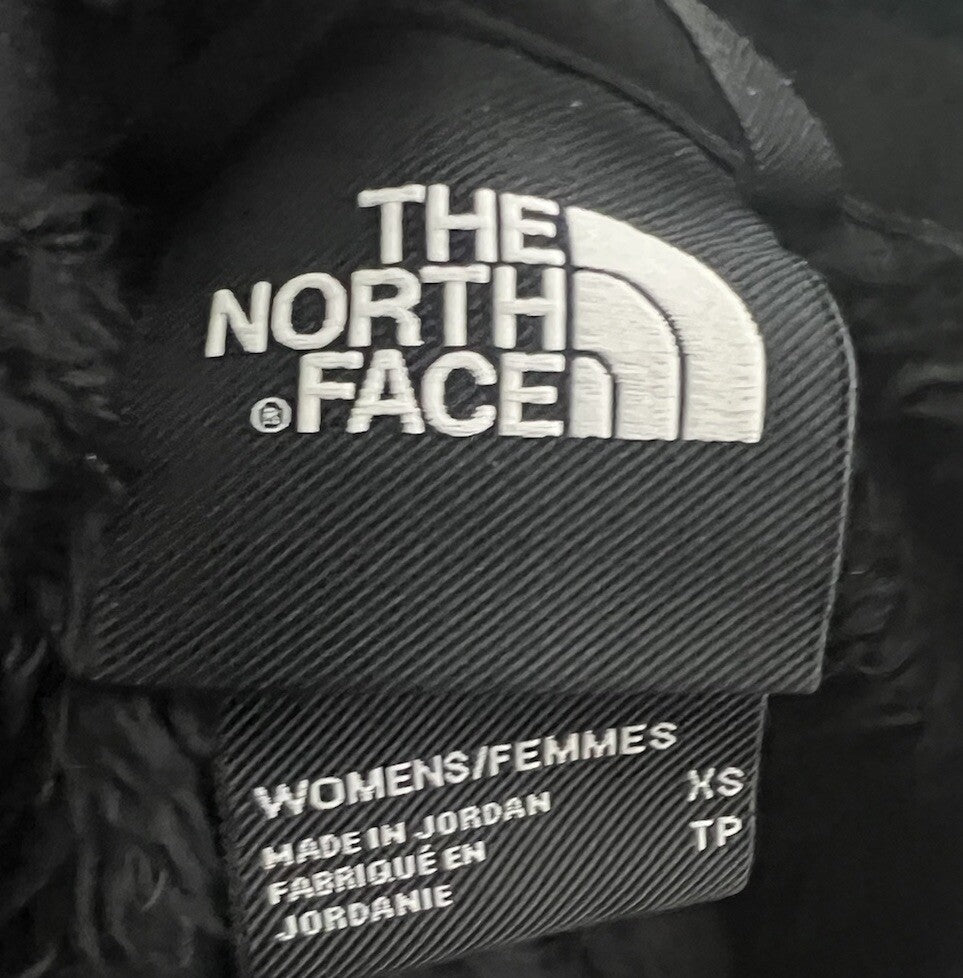 THE
NORTH
®FACE
WOMENS/FEMMES XS
MADE IN JORDAN TP
FABRIQUÉ EN
JORDANIE